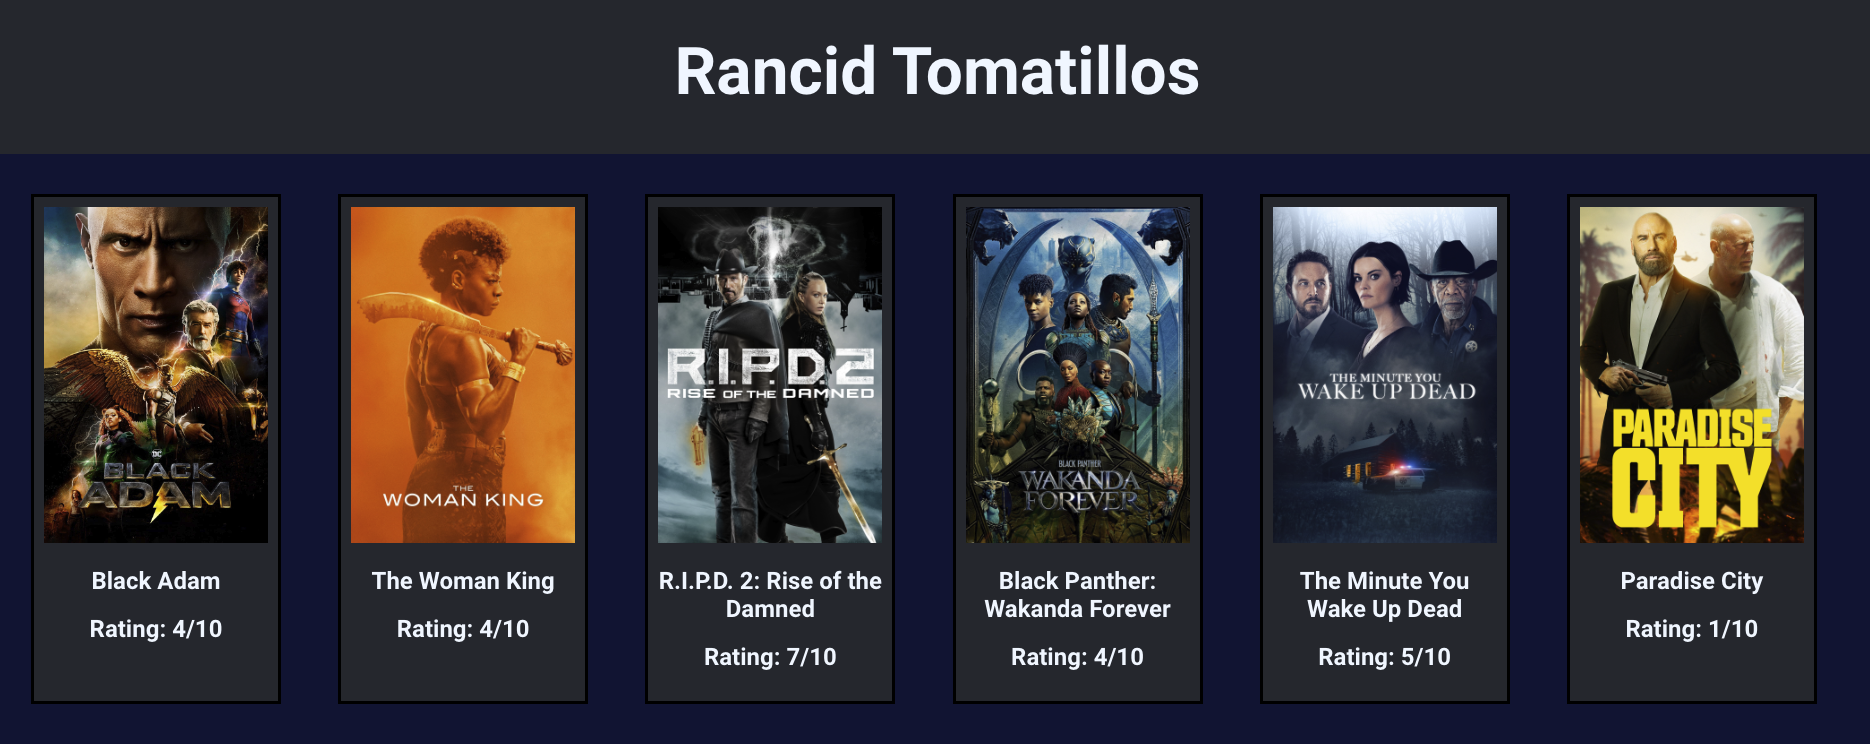 Rancid Tomatillos
DC
BLACK
ADAM
Black Adam
Rating: 4/10
THE
WOMAN KING
The Woman King
Rating: 4/10
R.I.P.D.2
RISE OF THE DAMNED
R.I.P.D. 2: Rise of the
Damned
Rating: 7/10
BLACK PANTHER
WAKANDA
FOREVER
Black Panther:
Wakanda Forever
Rating: 4/10
THE MINUTE YOU
WAKE UP DEAD
The Minute You
Wake Up Dead
Rating: 5/10
PARADISE
CITY
Paradise City
Rating: 1/10